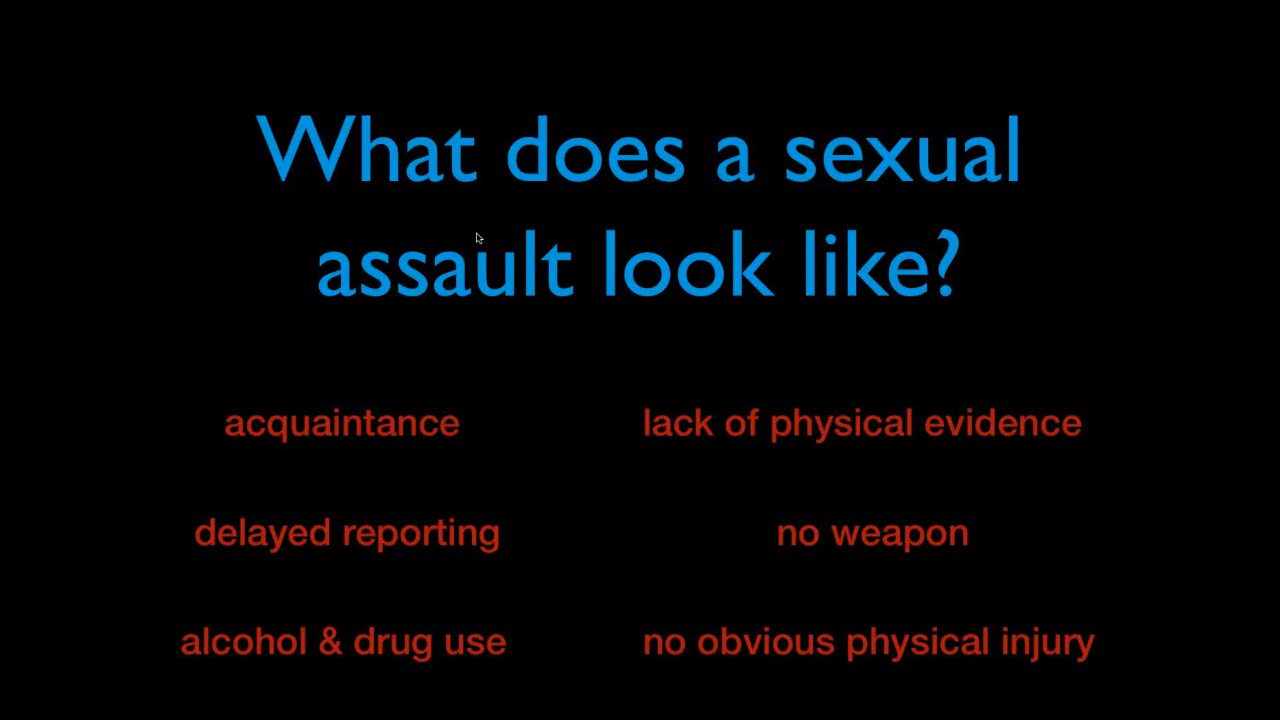 What does a sexual
assault look like?
acquaintance
lack of physical evidence
delayed reporting
no weapon
alcohol & drug use
no obvious physical injury